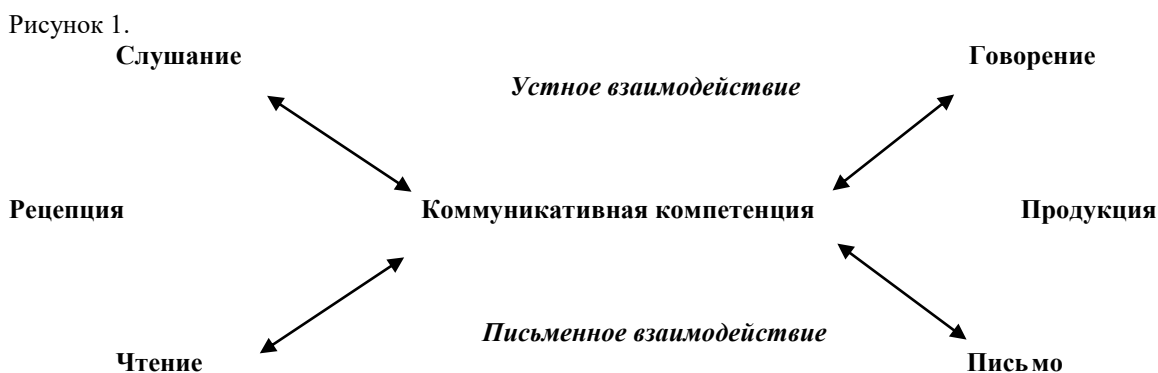 Рисунок 1.
Слушание Говорение
Устное взаимодействие
Рецепция Коммуникативная компетенция Продукция
Письменное взаимодействие
Чтение Письмо